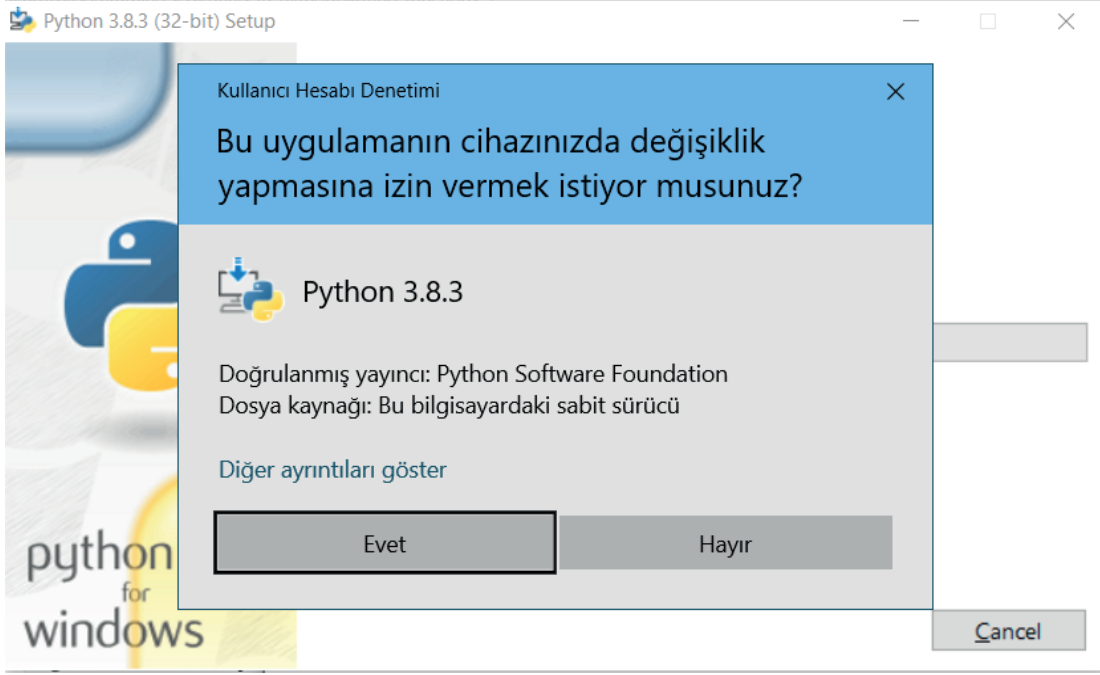 Python 3.8.3 (32-bit) Setup
Kullanıcı Hesabı Denetimi
Bu uygulamanın cihazınızda değişiklik
yapmasına izin vermek istiyor musunuz?
Python 3.8.3
Doğrulanmış yayıncı: Python Software Foundation
Dosya kaynağı: Bu bilgisayardaki sabit sürücü
Diğer ayrıntıları göster
Evet
Hayır
python
for
windows
Cancel